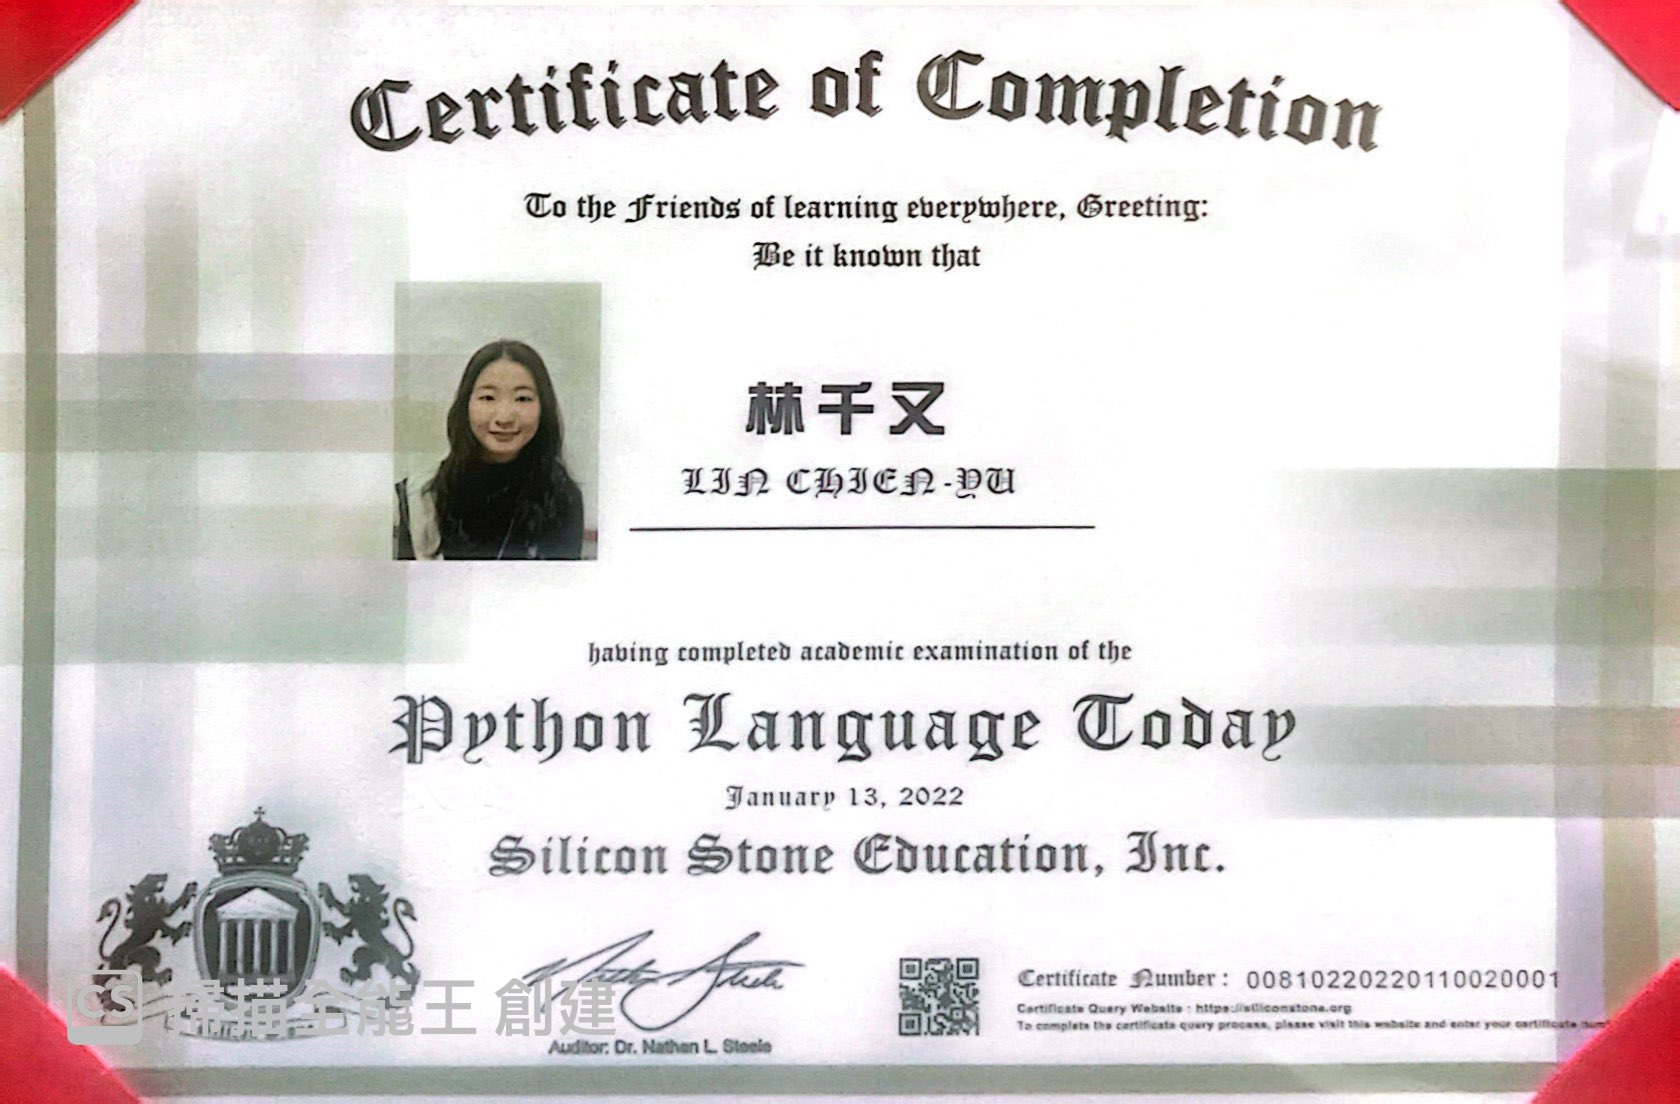 Certificate of Completion
To the Friends of learning everywhere, Greeting:
Be it known that
林千又
LIN CHIEN-YU
having completed academic examination of the
Python Language Today
January 13, 2022
Silicon Stone Education, Inc.
Certificate Number : 00810220220110020001
Certificate Query Website : https://siliconstone.org
To complete the certificate query process, please visit this website and enter your certificate
Auditor: Dr. Nathan L. Steele
CS 掃描全能王 創建